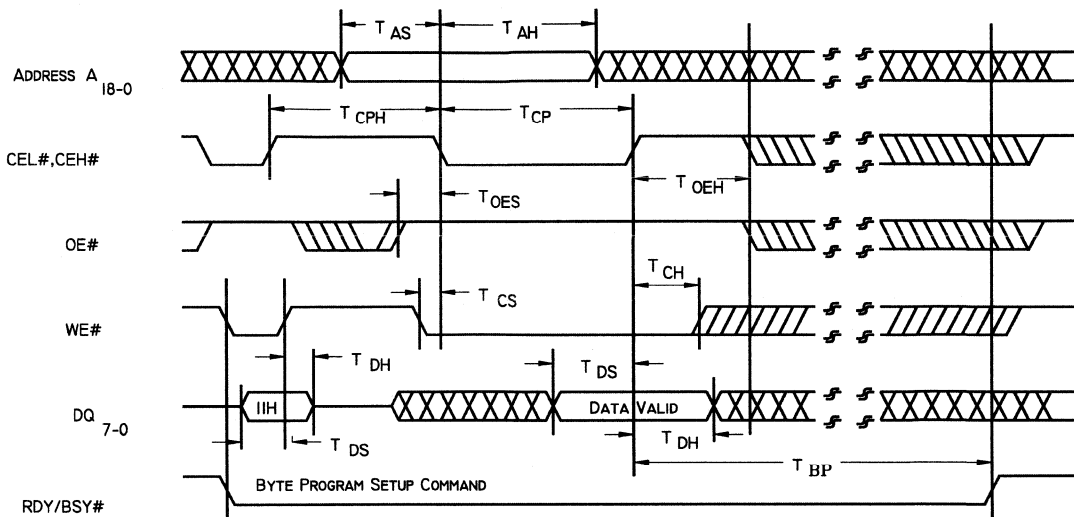 T AS
T AH
ADDRESS A 18-0
T CPH
T CP
CEL#,CEH#
T OEH
T OES
OE#
T CH
T CS
WE#
T DH
T DS
IIH
DATA VALID
DQ 7-0
T DS
T DH
T BP
BYTE PROGRAM SETUP COMMAND
RDY/BSY#